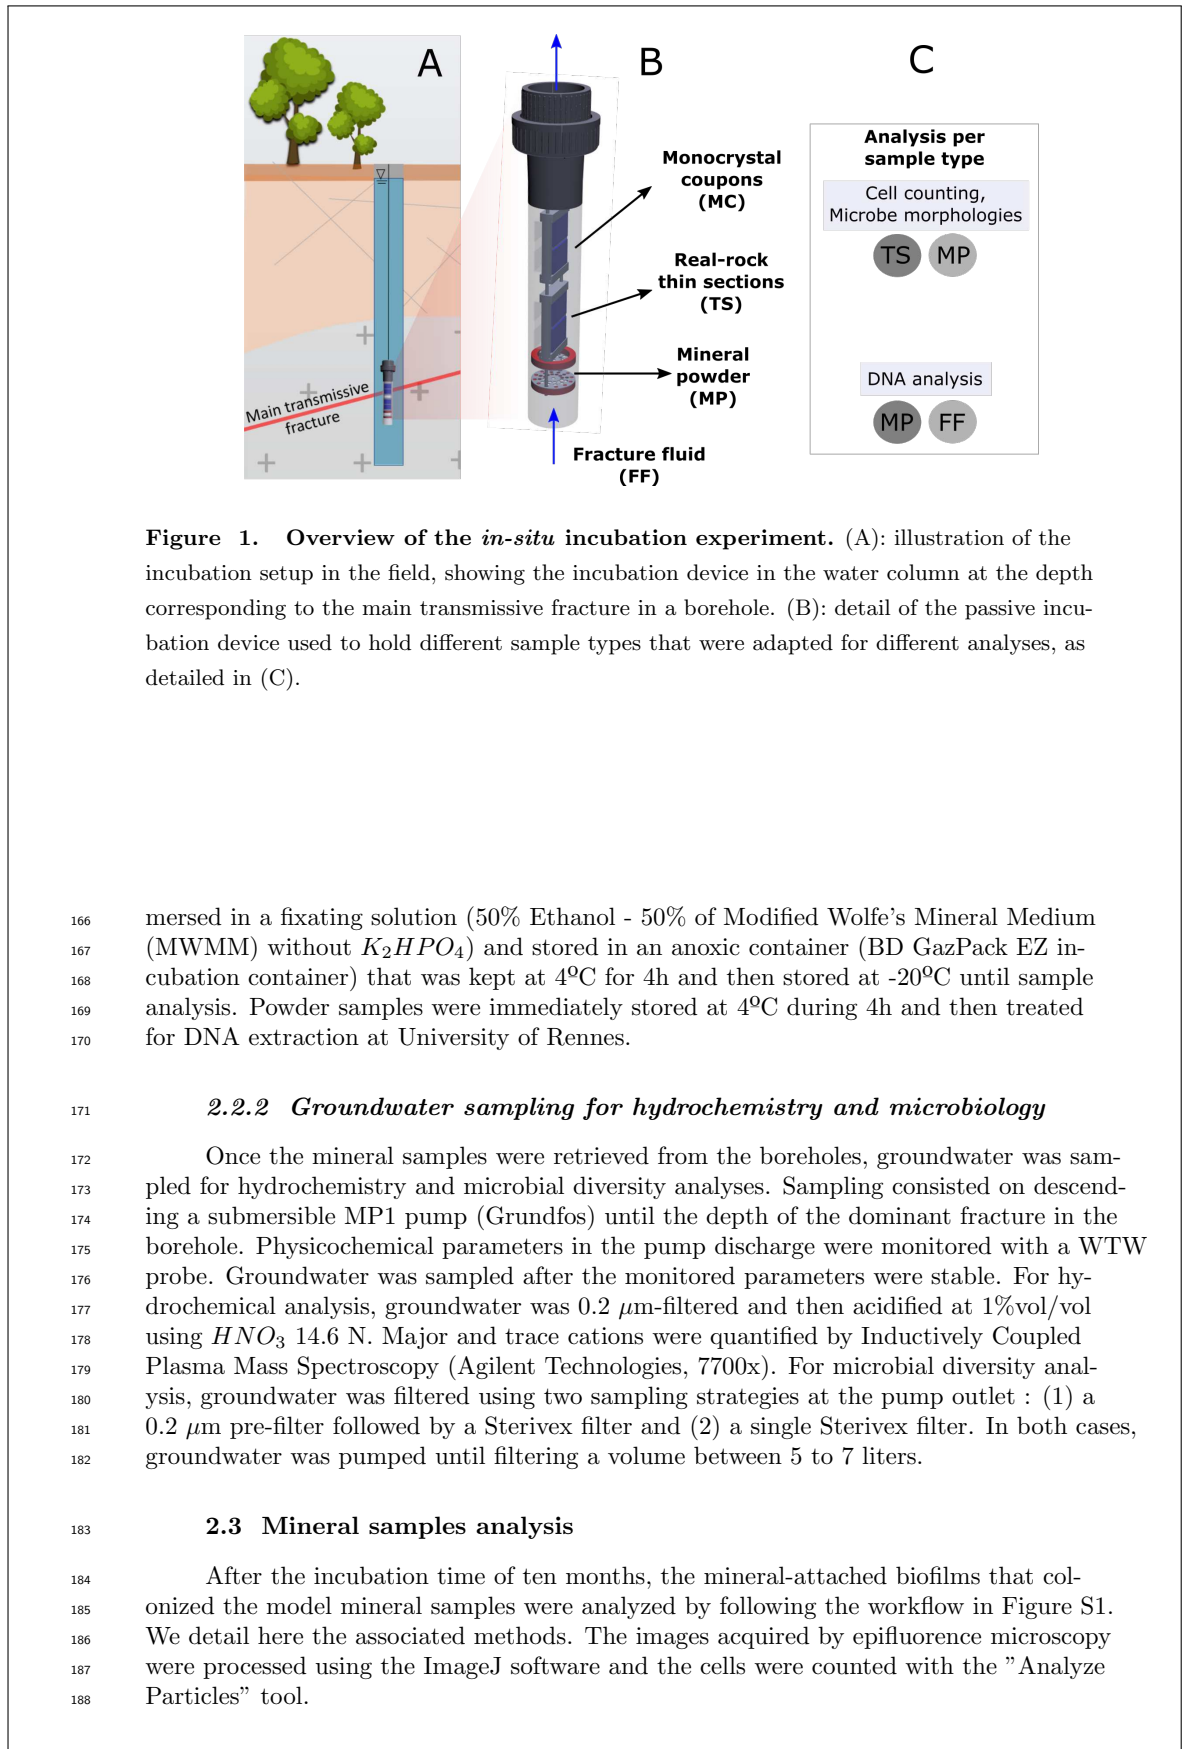 A
B
C
Monocrystal
coupons
(MC)
Real-rock
thin sections
(TS)
Mineral
powder
(MP)
Fracture fluid
(FF)
Main transmissive
fracture
Analysis per
sample type
Cell counting,
Microbe morphologies
TS MP
DNA analysis
MP FF
Figure 1. Overview of the in-situ incubation experiment. (A): illustration of the
incubation setup in the field, showing the incubation device in the water column at the depth
corresponding to the main transmissive fracture in a borehole. (B): detail of the passive incu-
bation device used to hold different sample types that were adapted for different analyses, as
detailed in (C).
166 mersed in a fixating solution (50% Ethanol - 50% of Modified Wolfe's Mineral Medium
167 (MWMM) without K₂HPO₄) and stored in an anoxic container (BD GazPack EZ in-
168 cubation container) that was kept at 4ºC for 4h and then stored at -20ºC until sample
169 analysis. Powder samples were immediately stored at 4ºC during 4h and then treated
170 for DNA extraction at University of Rennes.
171 2.2.2 Groundwater sampling for hydrochemistry and microbiology
172 Once the mineral samples were retrieved from the boreholes, groundwater was sam-
173 pled for hydrochemistry and microbial diversity analyses. Sampling consisted on descend-
174 ing a submersible MP1 pump (Grundfos) until the depth of the dominant fracture in the
175 borehole. Physicochemical parameters in the pump discharge were monitored with a WTW
176 probe. Groundwater was sampled after the monitored parameters were stable. For hy-
177 drochemical analysis, groundwater was 0.2 μm-filtered and then acidified at 1%vol/vol
178 using HNO₃ 14.6 N. Major and trace cations were quantified by Inductively Coupled
179 Plasma Mass Spectroscopy (Agilent Technologies, 7700x). For microbial diversity anal-
180 ysis, groundwater was filtered using two sampling strategies at the pump outlet : (1) a
181 0.2 μm pre-filter followed by a Sterivex filter and (2) a single Sterivex filter. In both cases,
182 groundwater was pumped until filtering a volume between 5 to 7 liters.
183 2.3 Mineral samples analysis
184 After the incubation time of ten months, the mineral-attached biofilms that col-
185 onized the model mineral samples were analyzed by following the workflow in Figure S1.
186 We detail here the associated methods. The images acquired by epifluorence microscopy
187 were processed using the ImageJ software and the cells were counted with the "Analyze
188 Particles" tool.